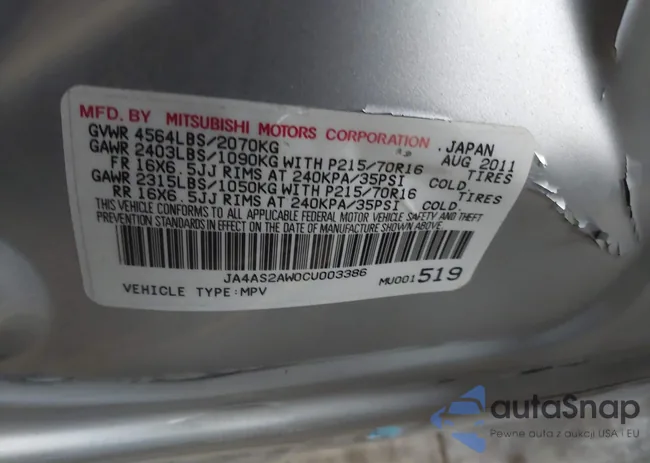 MFD. BY MITSUBISHI MOTORS CORPORATION JAPAN
GVWR 4564LBS/2070KG AUG 2011
GAWR 2403LBS/1090KG WITH P215/70R16 TIRES
FR 16X6.5JJ RIMS AT 240KPA/35PSI COLD.
GAWR 2315LBS/1050KG WITH P215/70R16 TIRES
RR 16X6.5JJ RIMS AT 240KPA/35PSI COLD.
THIS VEHICLE CONFORMS TO ALL APPLICABLE FEDERAL MOTOR VEHICLE SAFETY AND THEFT
PREVENTION STANDARDS IN EFFECT ON THE DATE OF MANUFACTURE SHOWN ABOVE.
JA4AS2AW0CU003386
MU001519
VEHICLE TYPE:MPV
autaSnap
Pewne auta z aukcji USA i EU